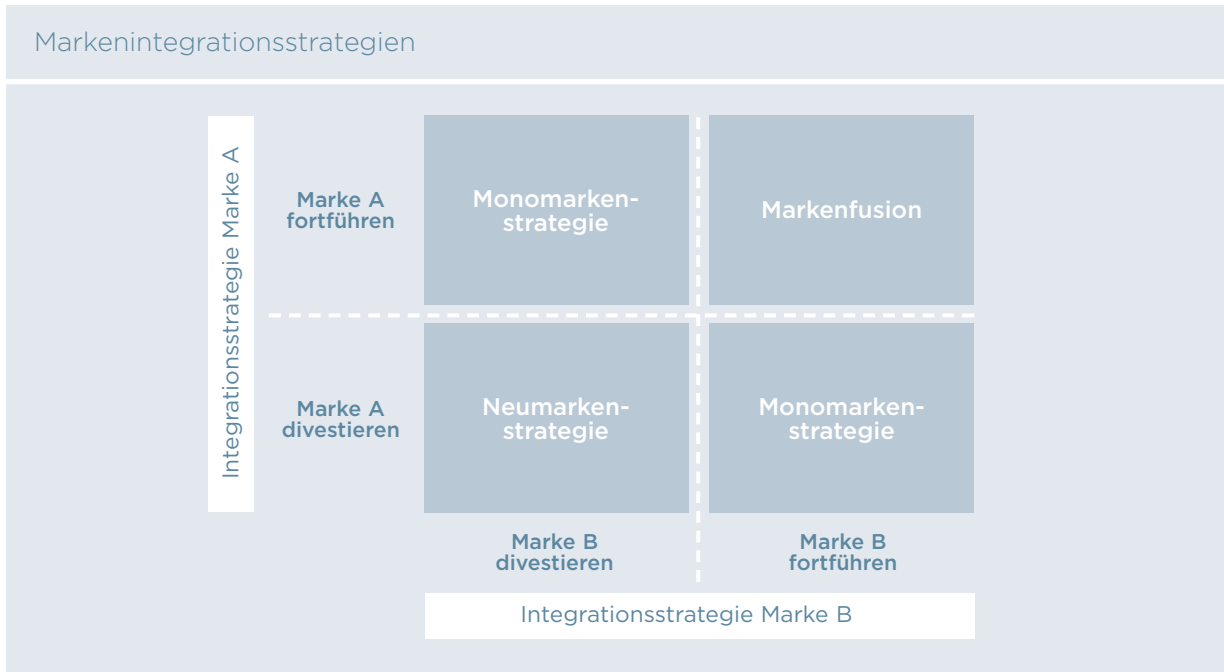 Markenintegrationsstrategien
Integrationsstrategie Marke A
Marke A
fortführen
Monomarken-
strategie
Markenfusion
Marke A
divestieren
Neumarken-
strategie
Monomarken-
strategie
Marke B
divestieren
Marke B
fortführen
Integrationsstrategie Marke B